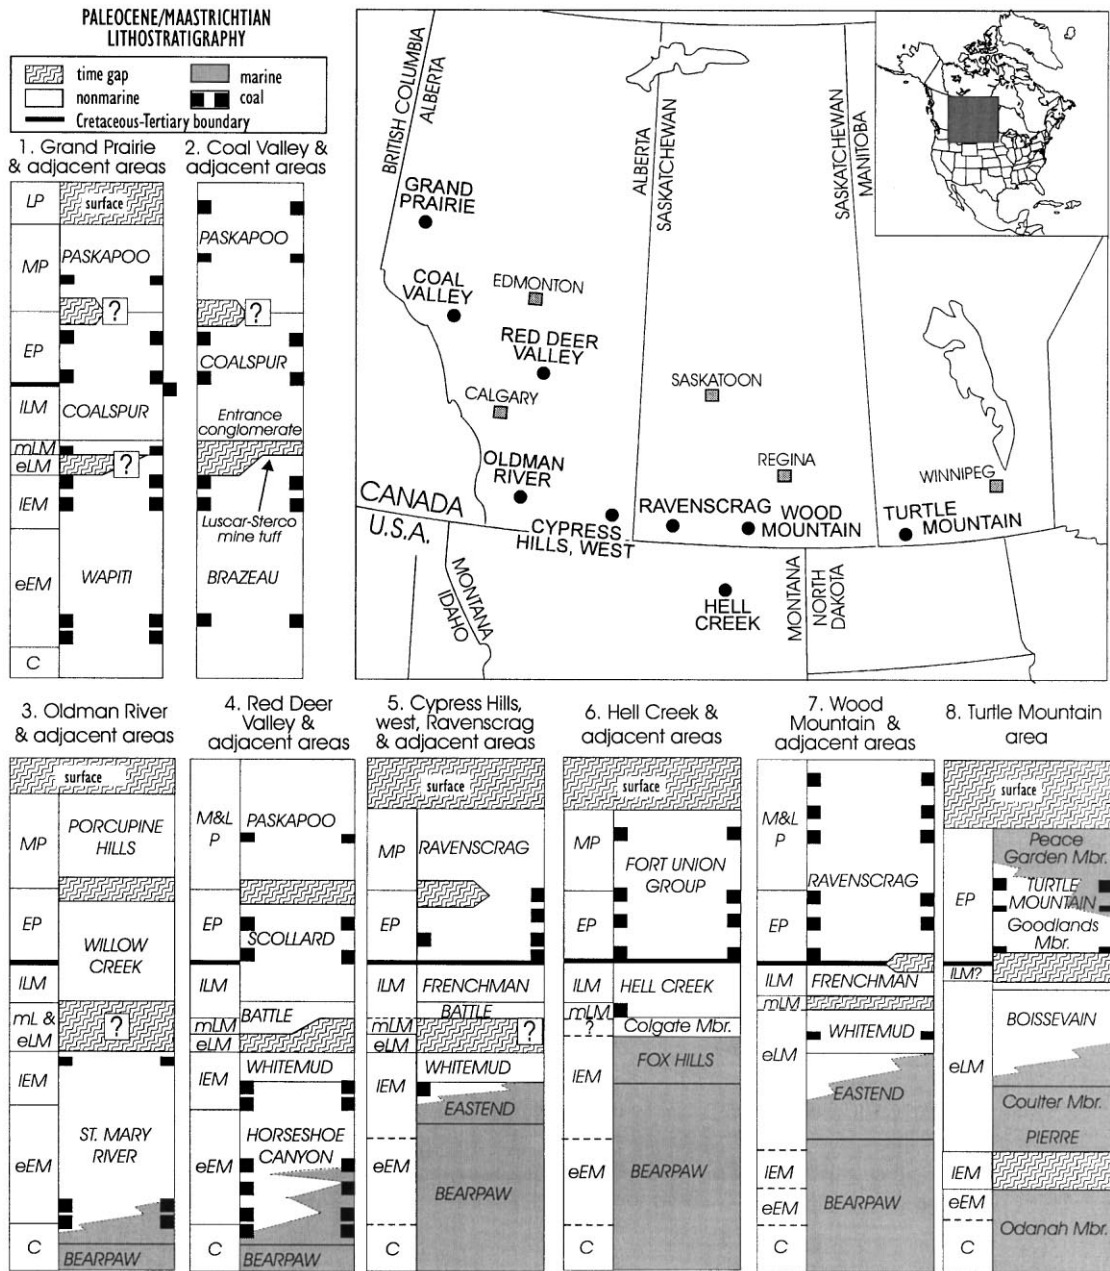 PALEOCENE/MAASTRICHTIAN
LITHOSTRATIGRAPHY
time gap
marine
nonmarine
coal
Cretaceous-Tertiary boundary
1. Grand Prairie
& adjacent areas
LP
MP
EP
lLM
mLM
eLM
lEM
eEM
C
surface
PASKAPOO
?
COALSPUR
?
WAPITI
2. Coal Valley &
adjacent areas
PASKAPOO
?
COALSPUR
Entrance
conglomerate
Luscar-Sterco
mine tuff
BRAZEAU
BRITISH COLUMBIA
ALBERTA
ALBERTA
SASKATCHEWAN
SASKATCHEWAN
MANITOBA
GRAND
PRAIRIE
COAL
VALLEY
EDMONTON
RED DEER
VALLEY
CALGARY
SASKATOON
OLDMAN
RIVER
REGINA
WINNIPEG
CANADA
U.S.A.
CYPRESS
HILLS, WEST
RAVENSCRAG
WOOD
MOUNTAIN
TURTLE
MOUNTAIN
HELL
CREEK
MONTANA
IDAHO
MONTANA
NORTH
DAKOTA
3. Oldman River
& adjacent areas
surface
MP
EP
lLM
mL &
eLM
lEM
eEM
C
PORCUPINE
HILLS
WILLOW
CREEK
?
ST. MARY
RIVER
BEARPAW
4. Red Deer
Valley &
adjacent areas
M&L
P
EP
lLM
mLM
eLM
lEM
eEM
C
PASKAPOO
SCOLLARD
BATTLE
WHITEMUD
HORSESHOE
CANYON
BEARPAW
5. Cypress Hills,
west, Ravenscrag
& adjacent areas
surface
MP
EP
lLM
mLM
eLM
lEM
eEM
C
RAVENSCRAG
FRENCHMAN
BATTLE
?
WHITEMUD
EASTEND
BEARPAW
6. Hell Creek &
adjacent areas
surface
MP
EP
lLM
mLM
?
lEM
eEM
C
FORT UNION
GROUP
HELL CREEK
Colgate Mbr.
FOX HILLS
BEARPAW
7. Wood
Mountain &
adjacent areas
M&L
P
EP
lLM
mLM
eLM
lEM
eEM
C
RAVENSCRAG
FRENCHMAN
WHITEMUD
EASTEND
BEARPAW
8. Turtle Mountain
area
surface
EP
lLM?
eLM
lEM
eEM
C
Peace
Garden Mbr.
TURTLE
MOUNTAIN
Goodlands
Mbr.
BOISSEVAIN
Coulter Mbr.
PIERRE
Odanah Mbr.